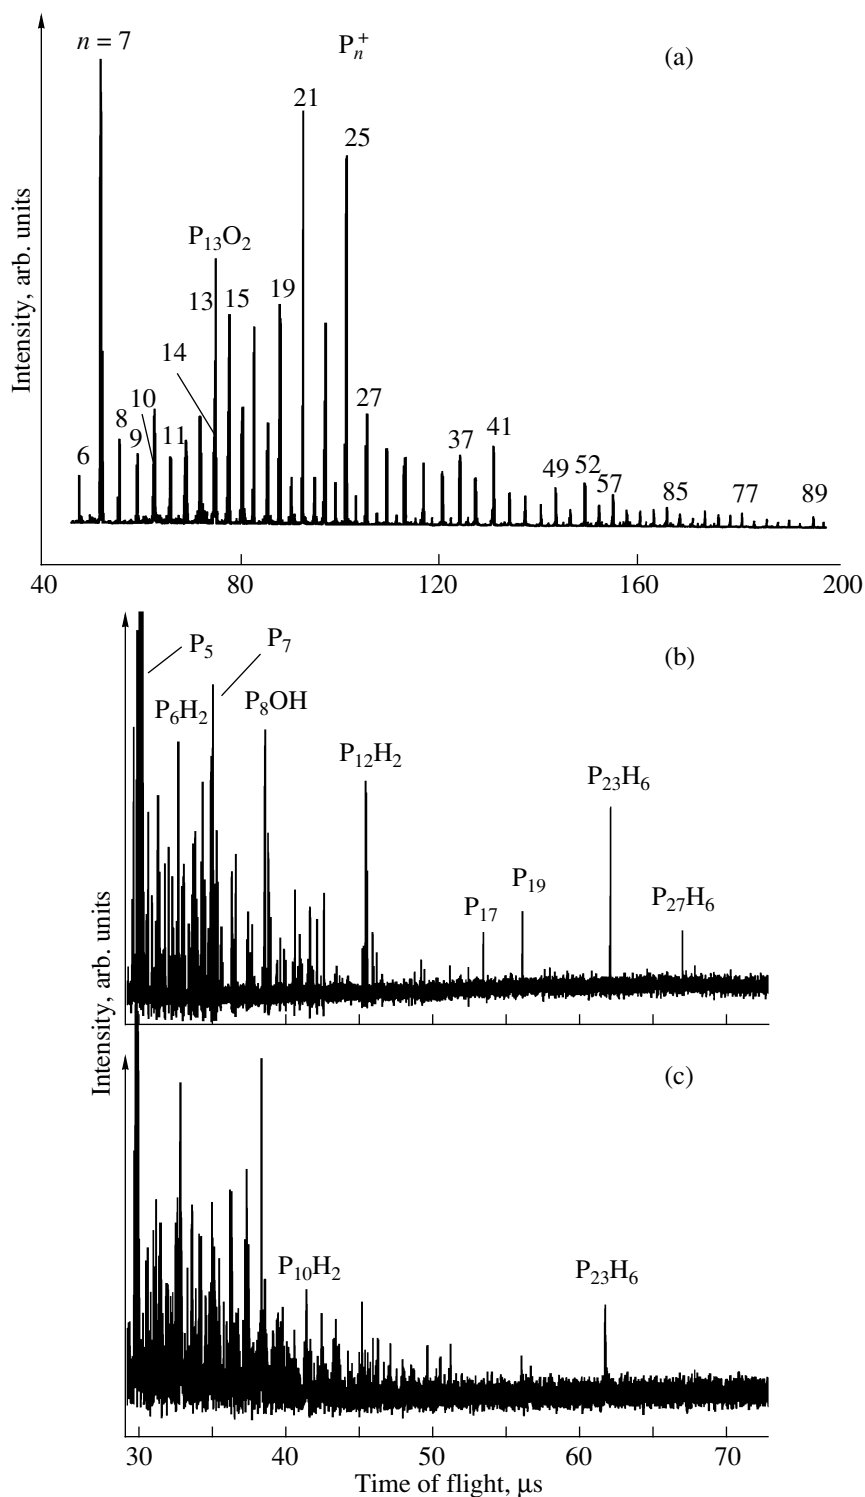 n = 7
P_n^+
(a)
21
25
P₁₃O₂
13
15
19
14
10
27
8
9
11
6
37
41
49
52
57
85
77
89
Intensity, arb. units
40
80
120
160
200
(b)
P₅
P₇
P₆H₂
P₈OH
P₁₂H₂
P₂₃H₆
P₁₇
P₁₉
P₂₇H₆
Intensity, arb. units
(c)
P₁₀H₂
P₂₃H₆
30
40
50
60
70
Time of flight, μs